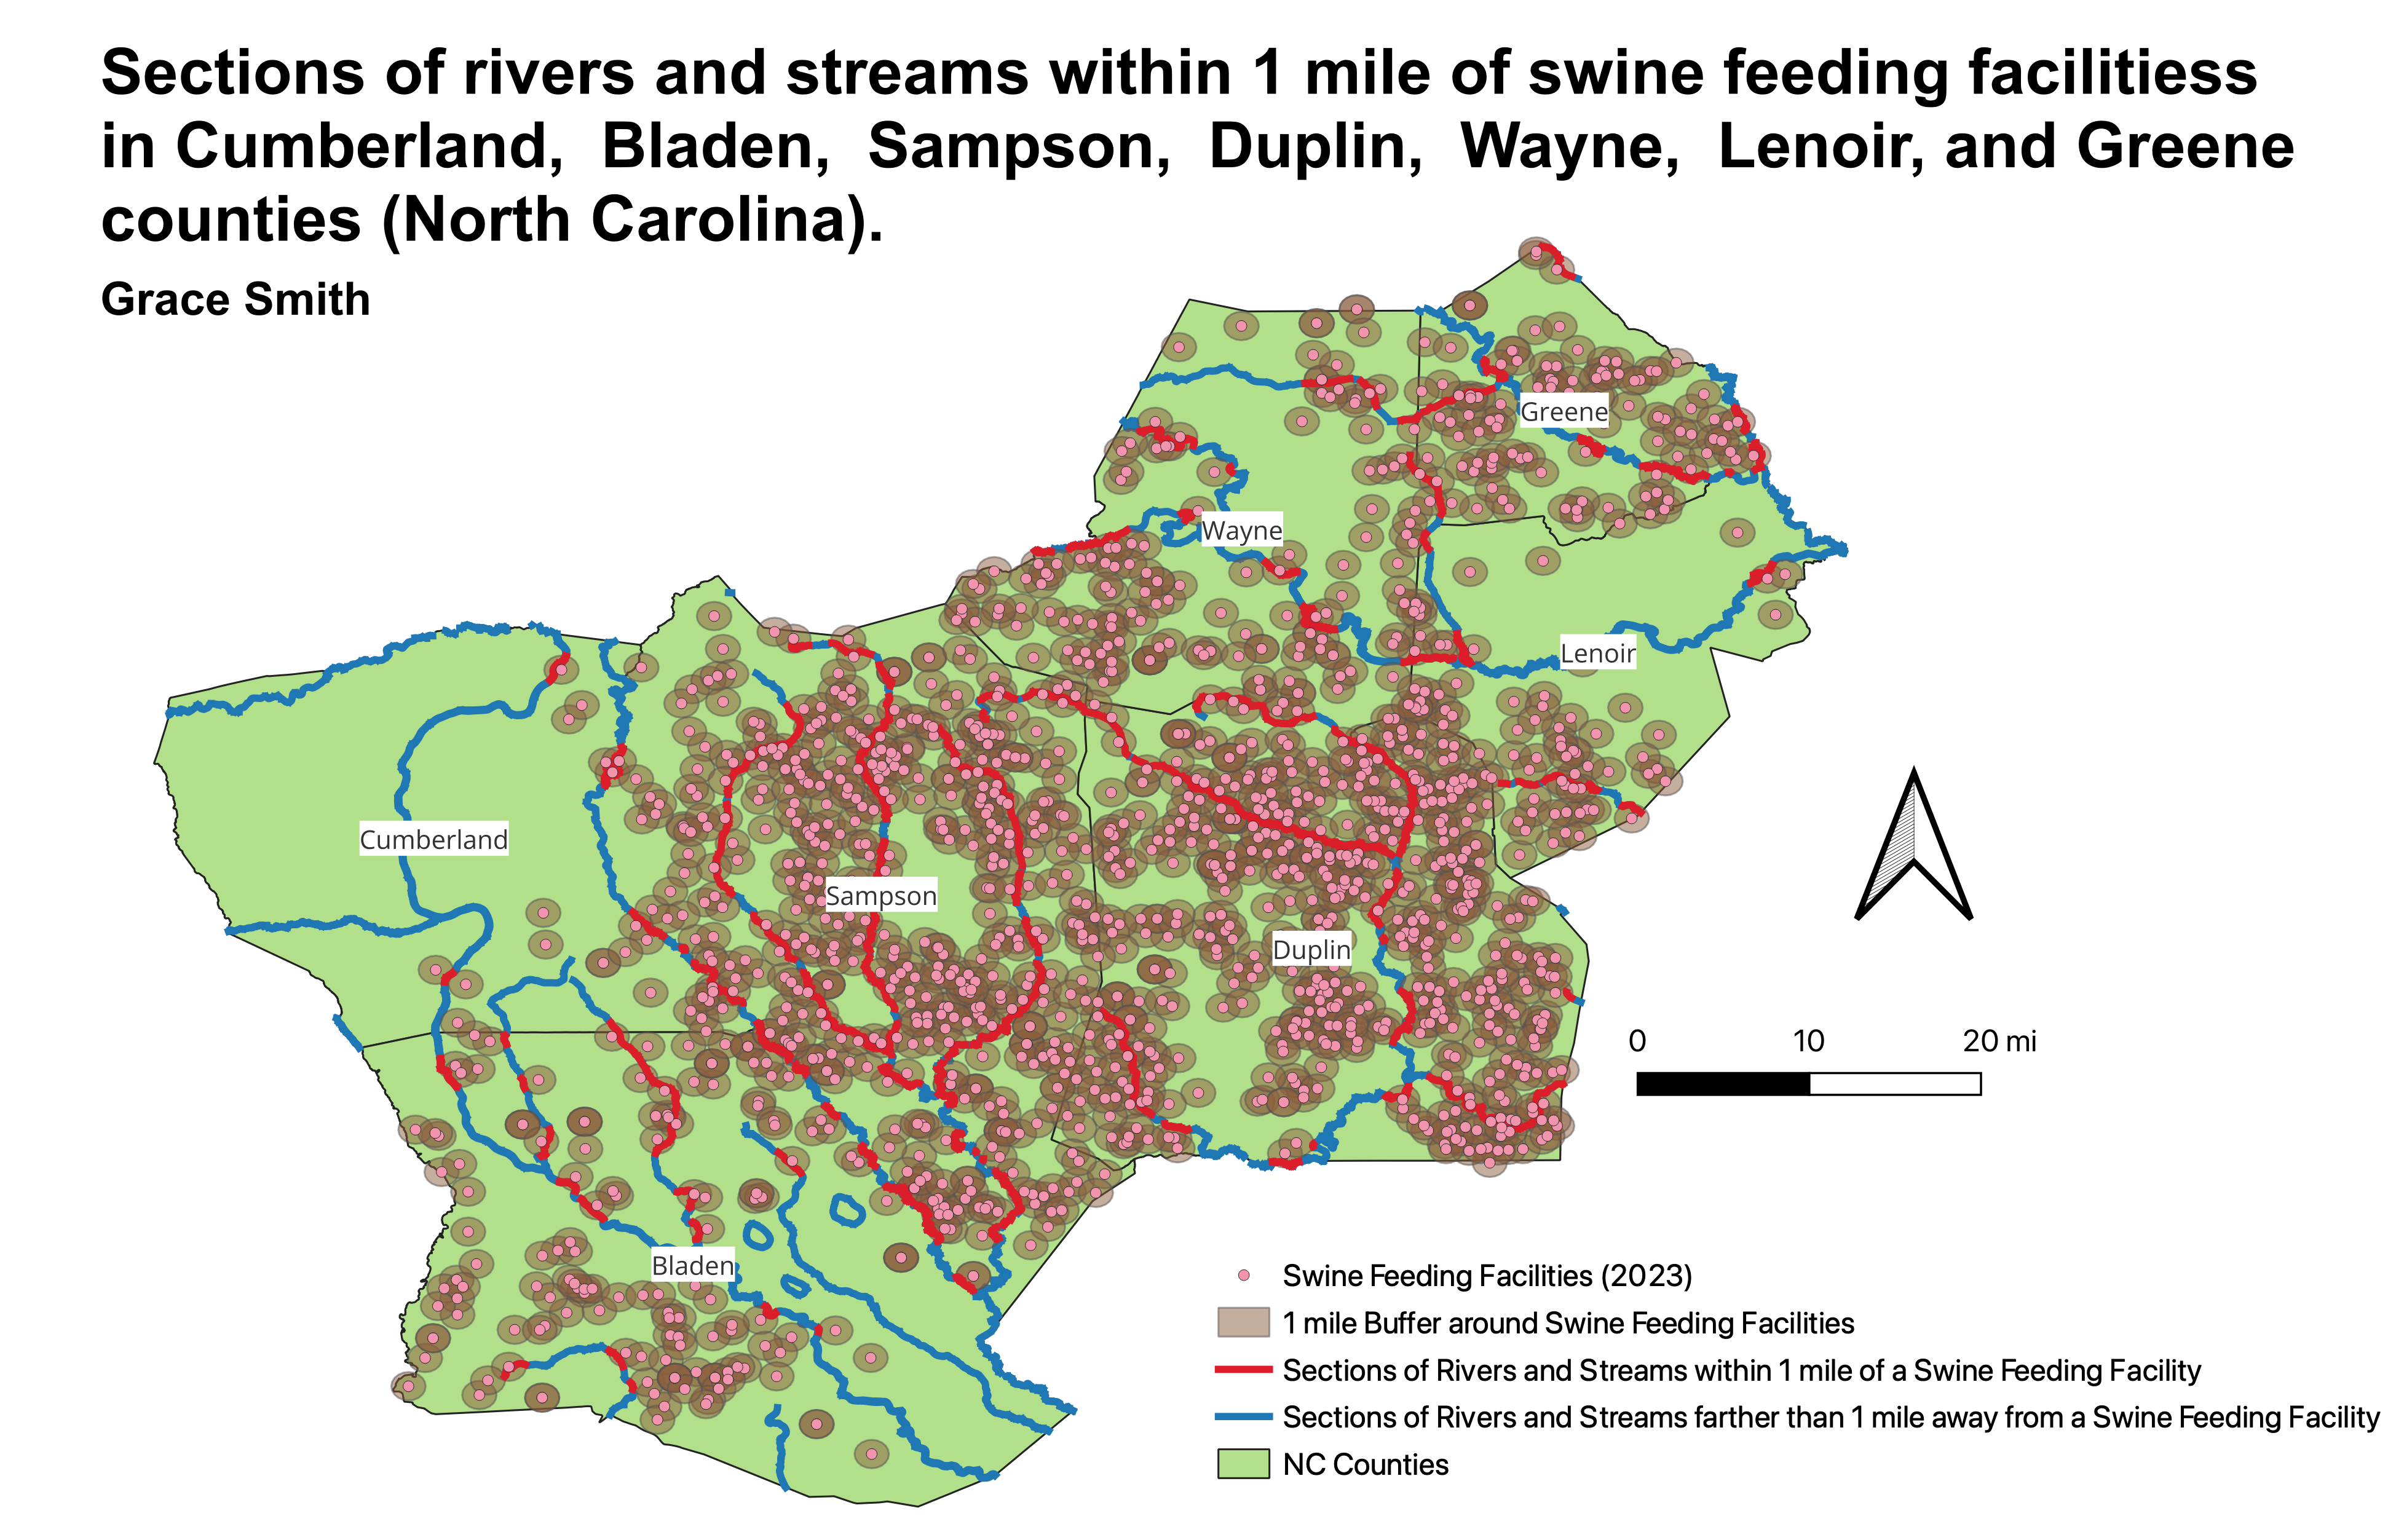 Sections of rivers and streams within 1 mile of swine feeding facilitiess
in Cumberland, Bladen, Sampson, Duplin, Wayne, Lenoir, and Greene
counties (North Carolina).
Grace Smith
Greene
Wayne
Lenoir
Cumberland
Sampson
Duplin
Bladen
0 10 20 mi
Swine Feeding Facilities (2023)
1 mile Buffer around Swine Feeding Facilities
Sections of Rivers and Streams within 1 mile of a Swine Feeding Facility
Sections of Rivers and Streams farther than 1 mile away from a Swine Feeding Facility
NC Counties